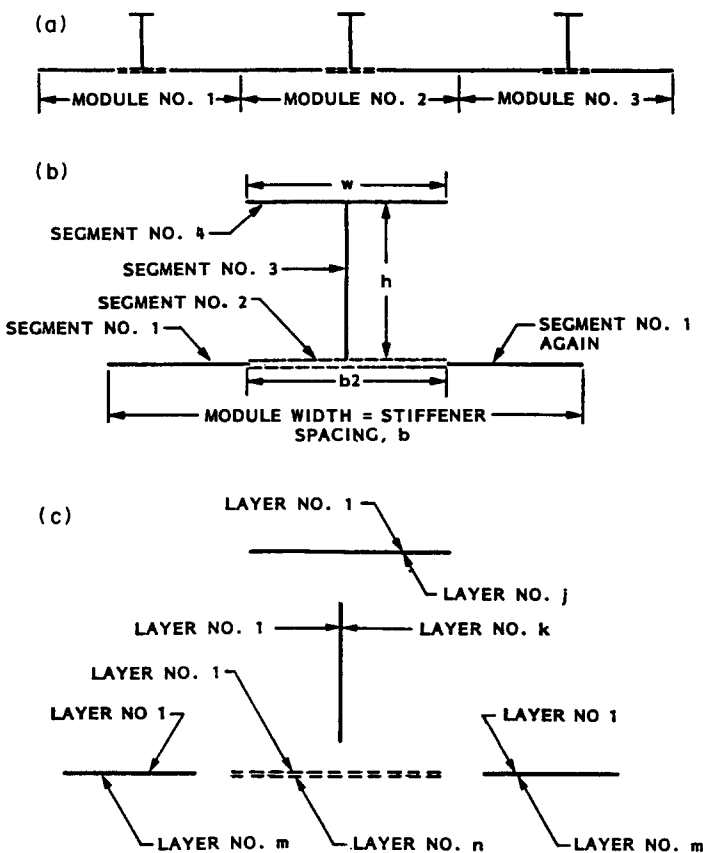 (a)
MODULE NO. 1
MODULE NO. 2
MODULE NO. 3
(b)
w
SEGMENT NO. 4
SEGMENT NO. 3
h
SEGMENT NO. 2
SEGMENT NO. 1
SEGMENT NO. 1
AGAIN
b2
MODULE WIDTH = STIFFENER
SPACING, b
(c)
LAYER NO. 1
LAYER NO. j
LAYER NO. 1
LAYER NO. k
LAYER NO. 1
LAYER NO 1
LAYER NO 1
LAYER NO. m
LAYER NO. n
LAYER NO. m